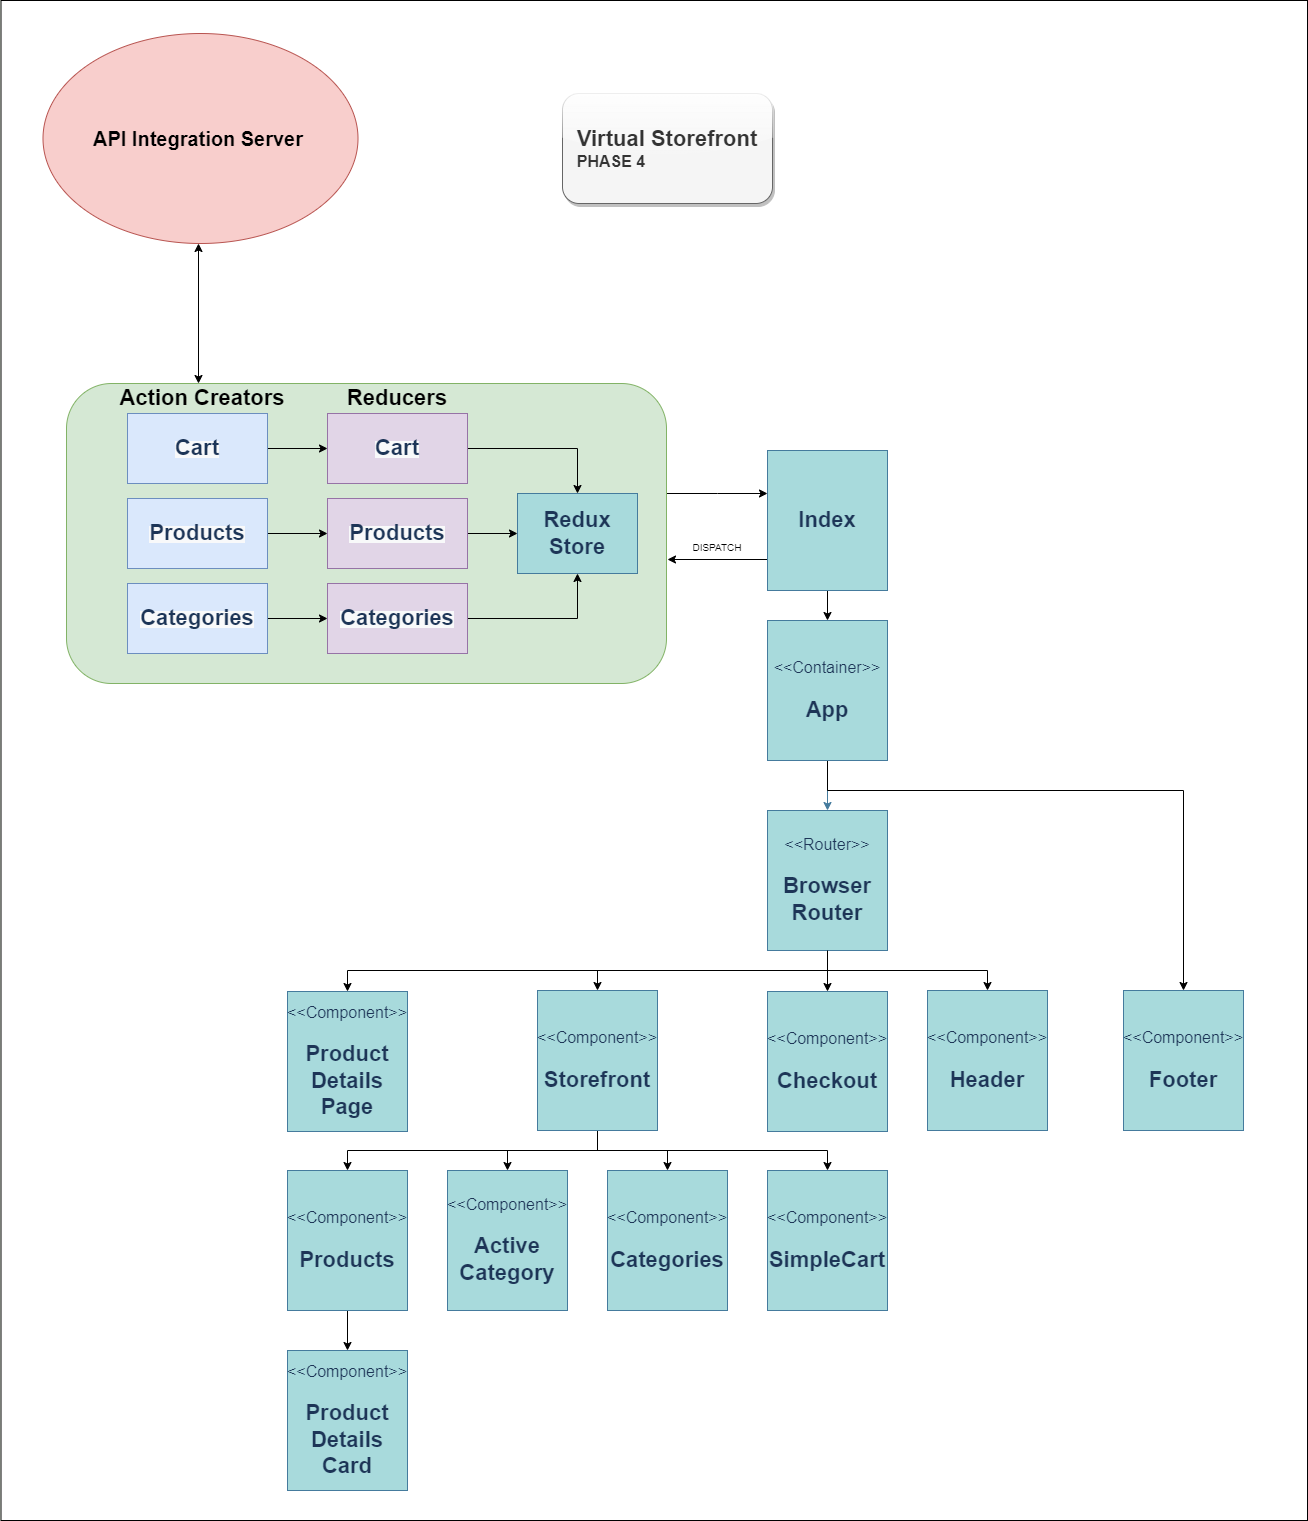 API Integration Server
Virtual Storefront
PHASE 4
Action Creators
Reducers
Cart
Cart
Products
Products
Redux
Store
Categories
Categories
DISPATCH
Index
<<Container>>
App
<<Router>>
Browser
Router
<<Component>>
Product
Details
Page
<<Component>>
Storefront
<<Component>>
Checkout
<<Component>>
Header
<<Component>>
Footer
<<Component>>
Products
<<Component>>
Active
Category
<<Component>>
Categories
<<Component>>
SimpleCart
<<Component>>
Product
Details
Card